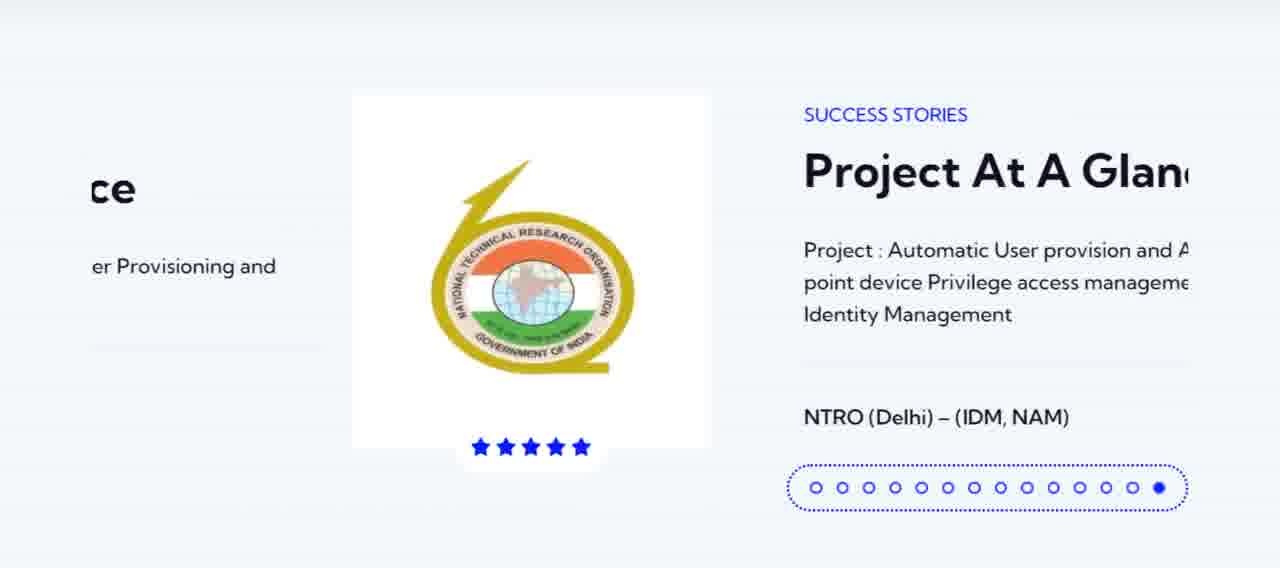 ce
er Provisioning and
NATIONAL TECHNICAL RESEARCH ORGANISATION
GOVERNMENT OF INDIA
SUCCESS STORIES
Project At A Glanc
Project : Automatic User provision and A
point device Privilege access manageme
Identity Management
NTRO (Delhi) – (IDM, NAM)